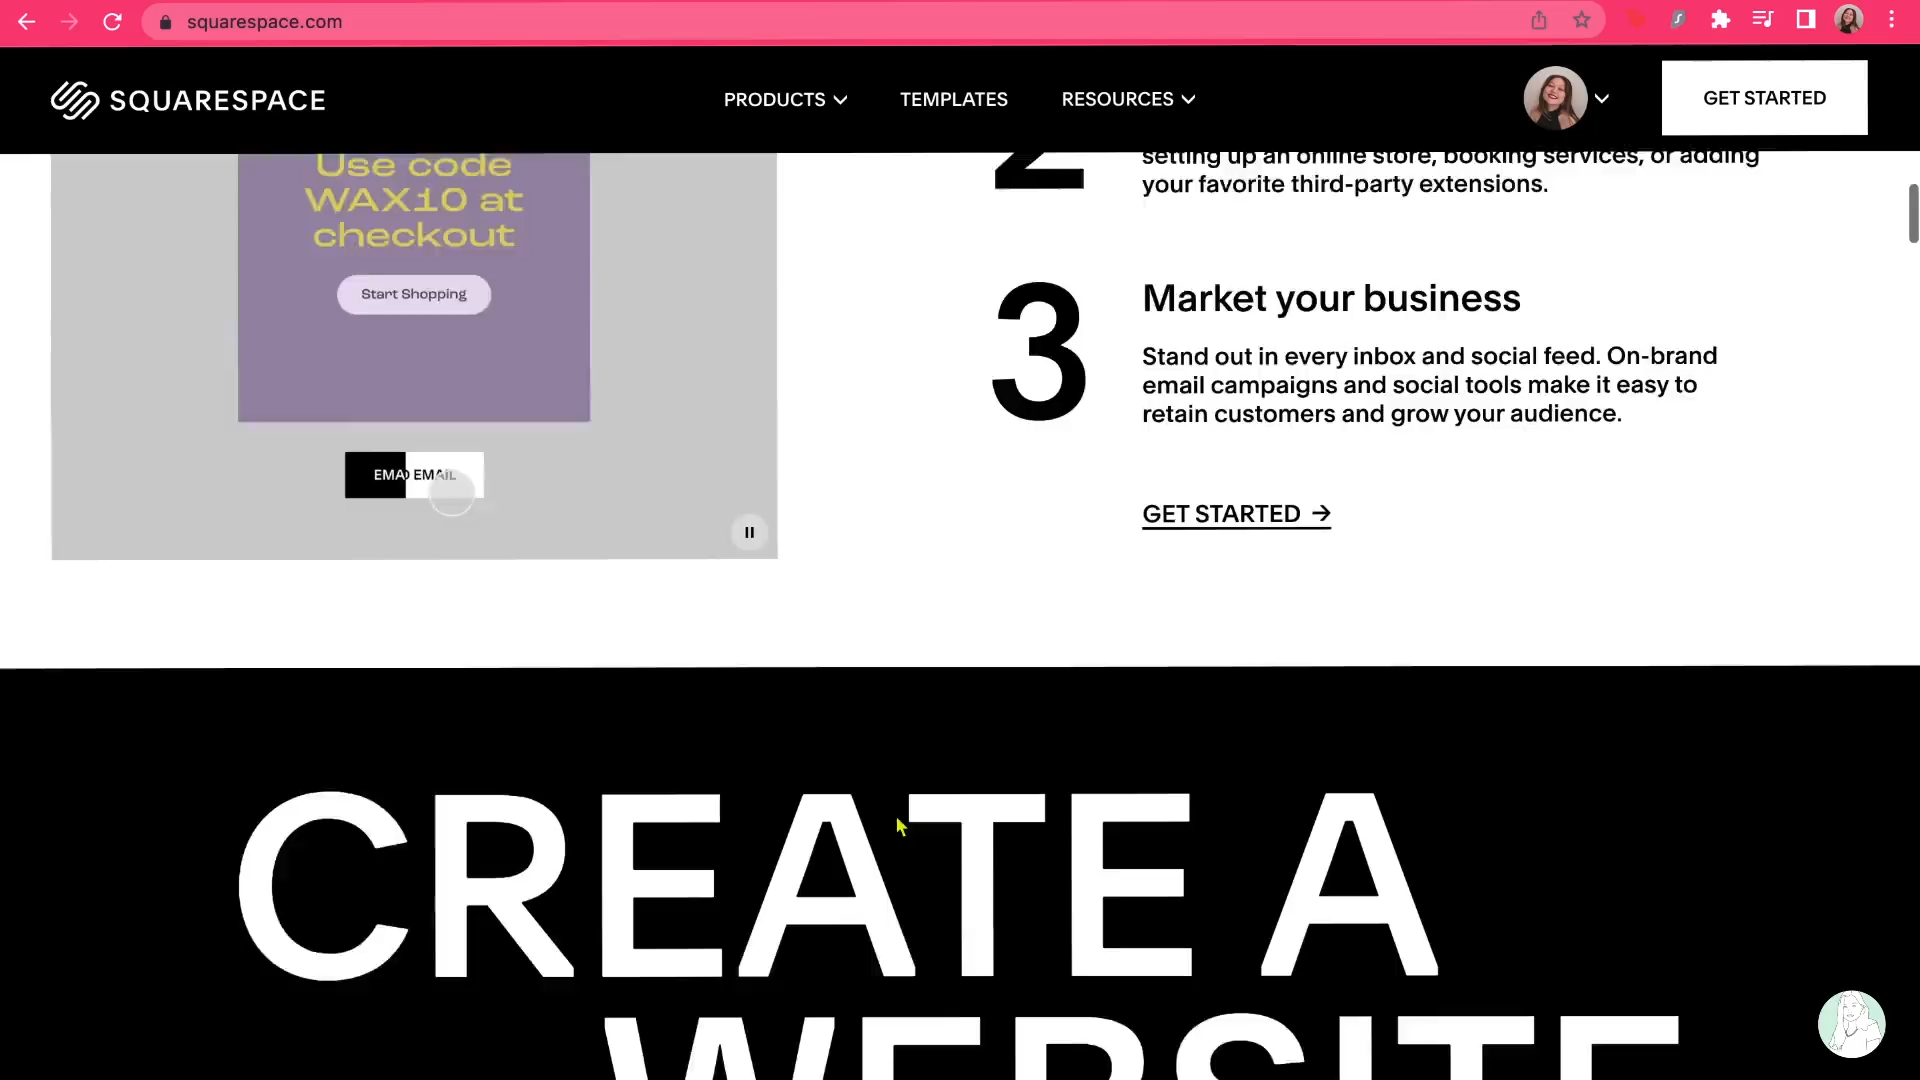 squarespace.com
SQUARESPACE
PRODUCTS
TEMPLATES
RESOURCES
GET STARTED
Use code
WAX10 at
checkout
Start Shopping
EMAIL
2
setting up an online store, booking services, or adding
your favorite third-party extensions.
3
Market your business
Stand out in every inbox and social feed. On-brand
email campaigns and social tools make it easy to
retain customers and grow your audience.
GET STARTED →
CREATE A
WEBSITE